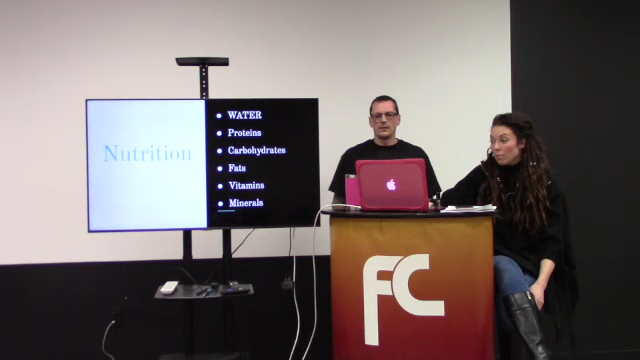 Nutrition
WATER
Proteins
Carbohydrates
Fats
Vitamins
Minerals
FC